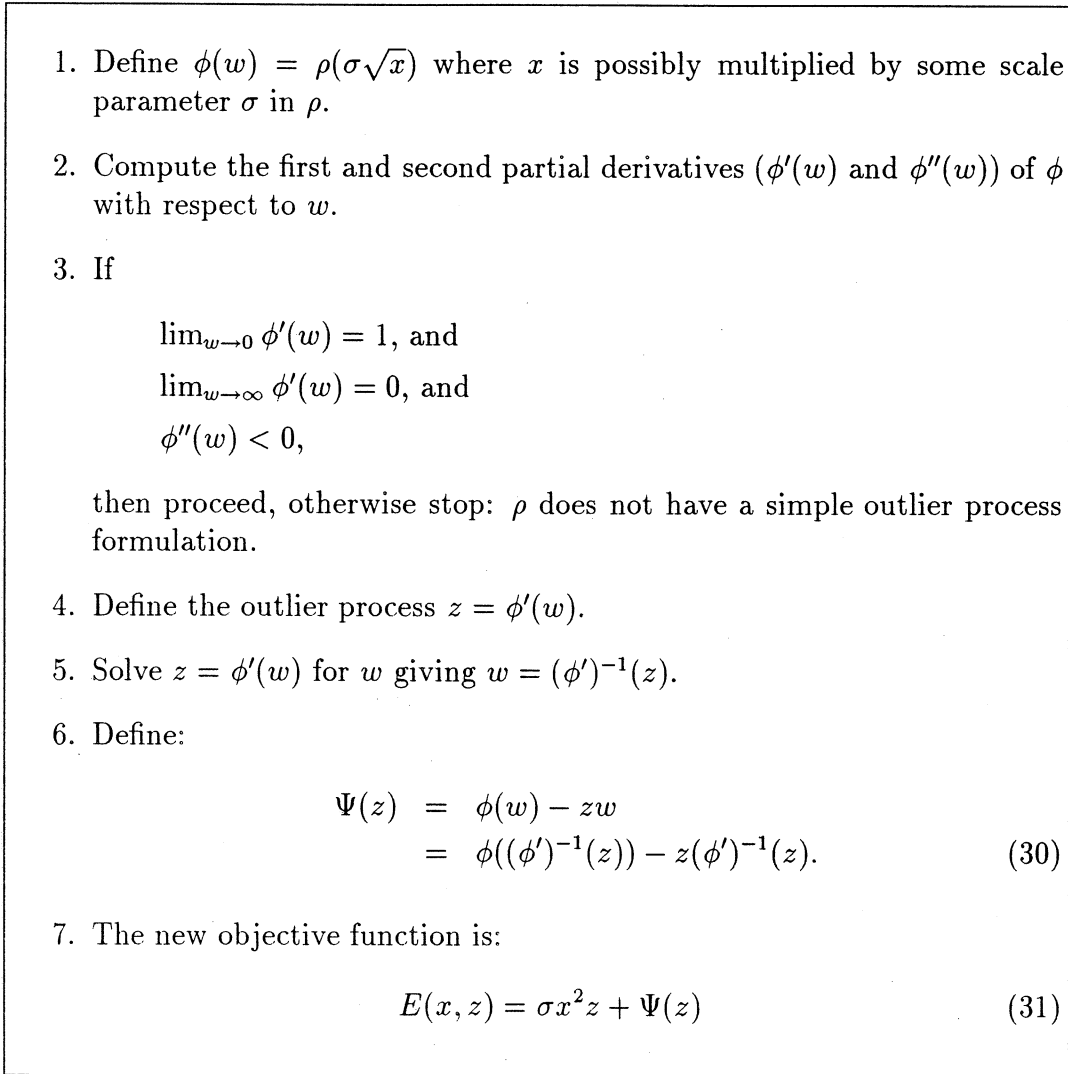 1. Define ϕ(w) = ρ(σ√x) where x is possibly multiplied by some scale
parameter σ in ρ.
2. Compute the first and second partial derivatives (ϕ′(w) and ϕ″(w)) of ϕ
with respect to w.
3. If
lim_{w→0} ϕ′(w) = 1, and
lim_{w→∞} ϕ′(w) = 0, and
ϕ″(w) < 0,
then proceed, otherwise stop: ρ does not have a simple outlier process
formulation.
4. Define the outlier process z = ϕ′(w).
5. Solve z = ϕ′(w) for w giving w = (ϕ′)⁻¹(z).
6. Define:
Ψ(z) = ϕ(w) − zw
= ϕ((ϕ′)⁻¹(z)) − z(ϕ′)⁻¹(z). (30)
7. The new objective function is:
E(x, z) = σx²z + Ψ(z) (31)